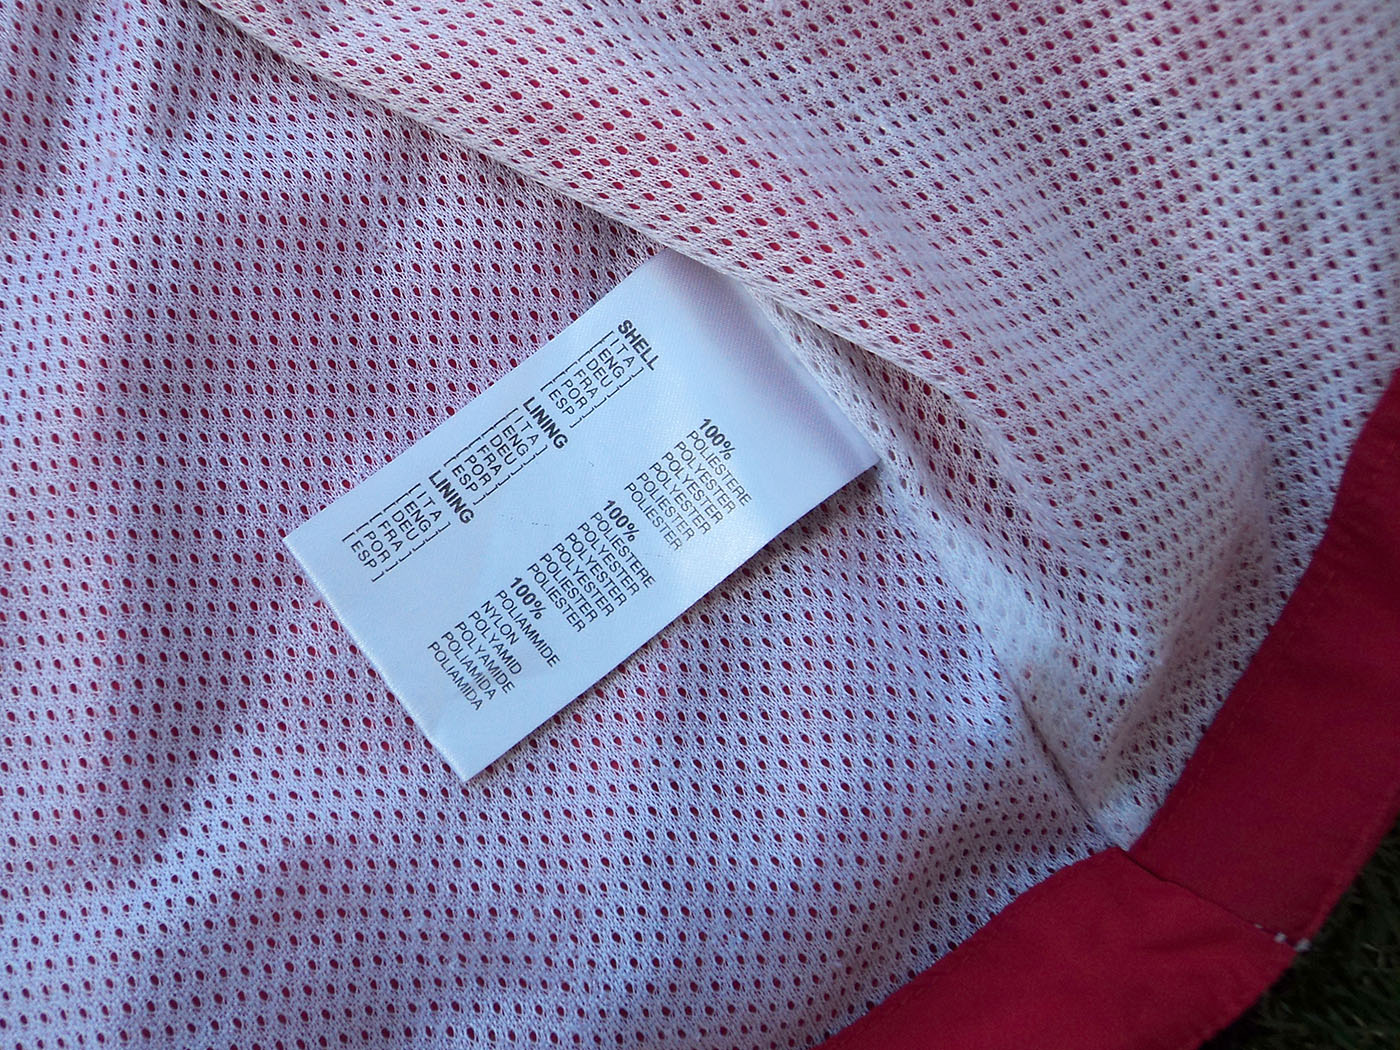 SHELL 100%
[ITA] POLIESTERE
[ENG] POLYESTER
[DEU] POLYESTER
[FRA] POLYESTER
[POR] POLIESTER
[ESP] POLIESTER
LINING 100%
[ITA] POLIESTERE
[ENG] POLYESTER
[DEU] POLYESTER
[FRA] POLYESTER
[POR] POLIESTER
[ESP] POLIESTER
LINING 100%
[ITA] POLIAMMIDE
[ENG] NYLON
[DEU] POLYAMID
[FRA] POLYAMIDE
[POR] POLIAMIDA
[ESP] POLIAMIDA